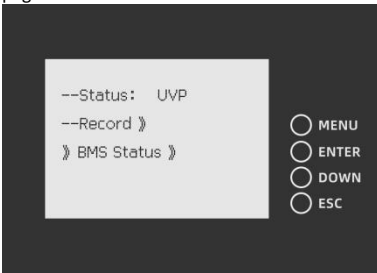 --Status: UVP
--Record 》
》 BMS Status 》
MENU
ENTER
DOWN
ESC